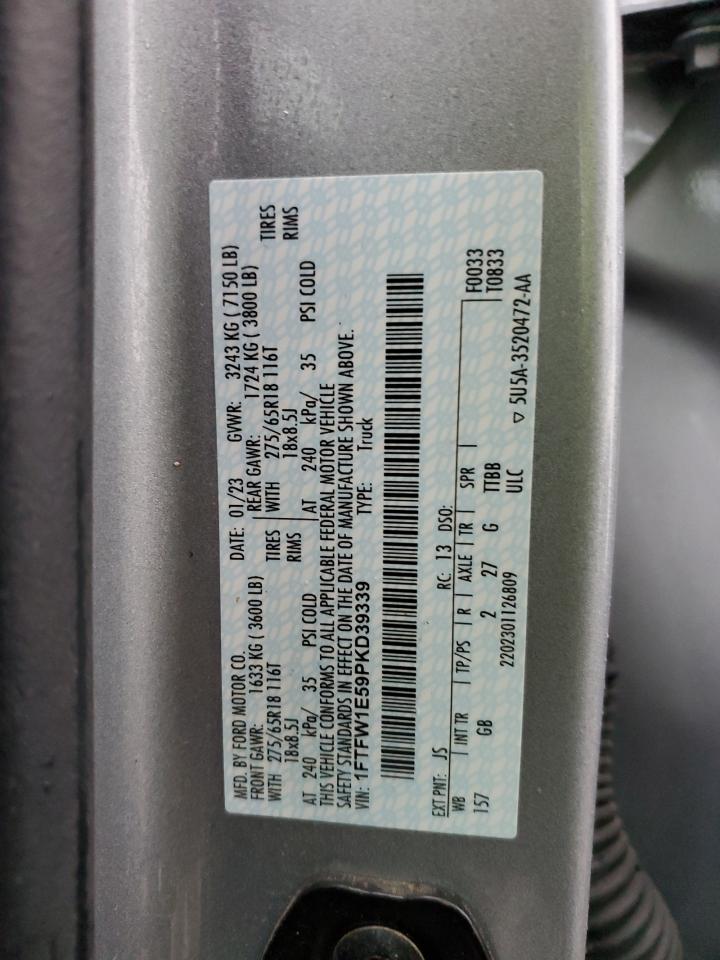 MFD. BY FORD MOTOR CO. DATE: 01/23 GVWR: 3243 KG ( 7150 LB)
FRONT GAWR: 1633 KG ( 3600 LB) REAR GAWR: 1724 KG ( 3800 LB)
WITH 275/65R18 116T TIRES WITH 275/65R18 116T TIRES
18x8.5J RIMS 18x8.5J RIMS
AT 240 kPa/ 35 PSI COLD AT 240 kPa/ 35 PSI COLD
THIS VEHICLE CONFORMS TO ALL APPLICABLE FEDERAL MOTOR VEHICLE
SAFETY STANDARDS IN EFFECT ON THE DATE OF MANUFACTURE SHOWN ABOVE.
VIN: 1FTFW1E59PKD39339 TYPE: Truck
EXT PNT: JS RC: 13 DSO: F0033
WB INT TR TP/PS R AXLE TR SPR T0833
157 GB 2 27 G TTBB
2202301126809 ULC ▽ 5U5A-3520472-AA